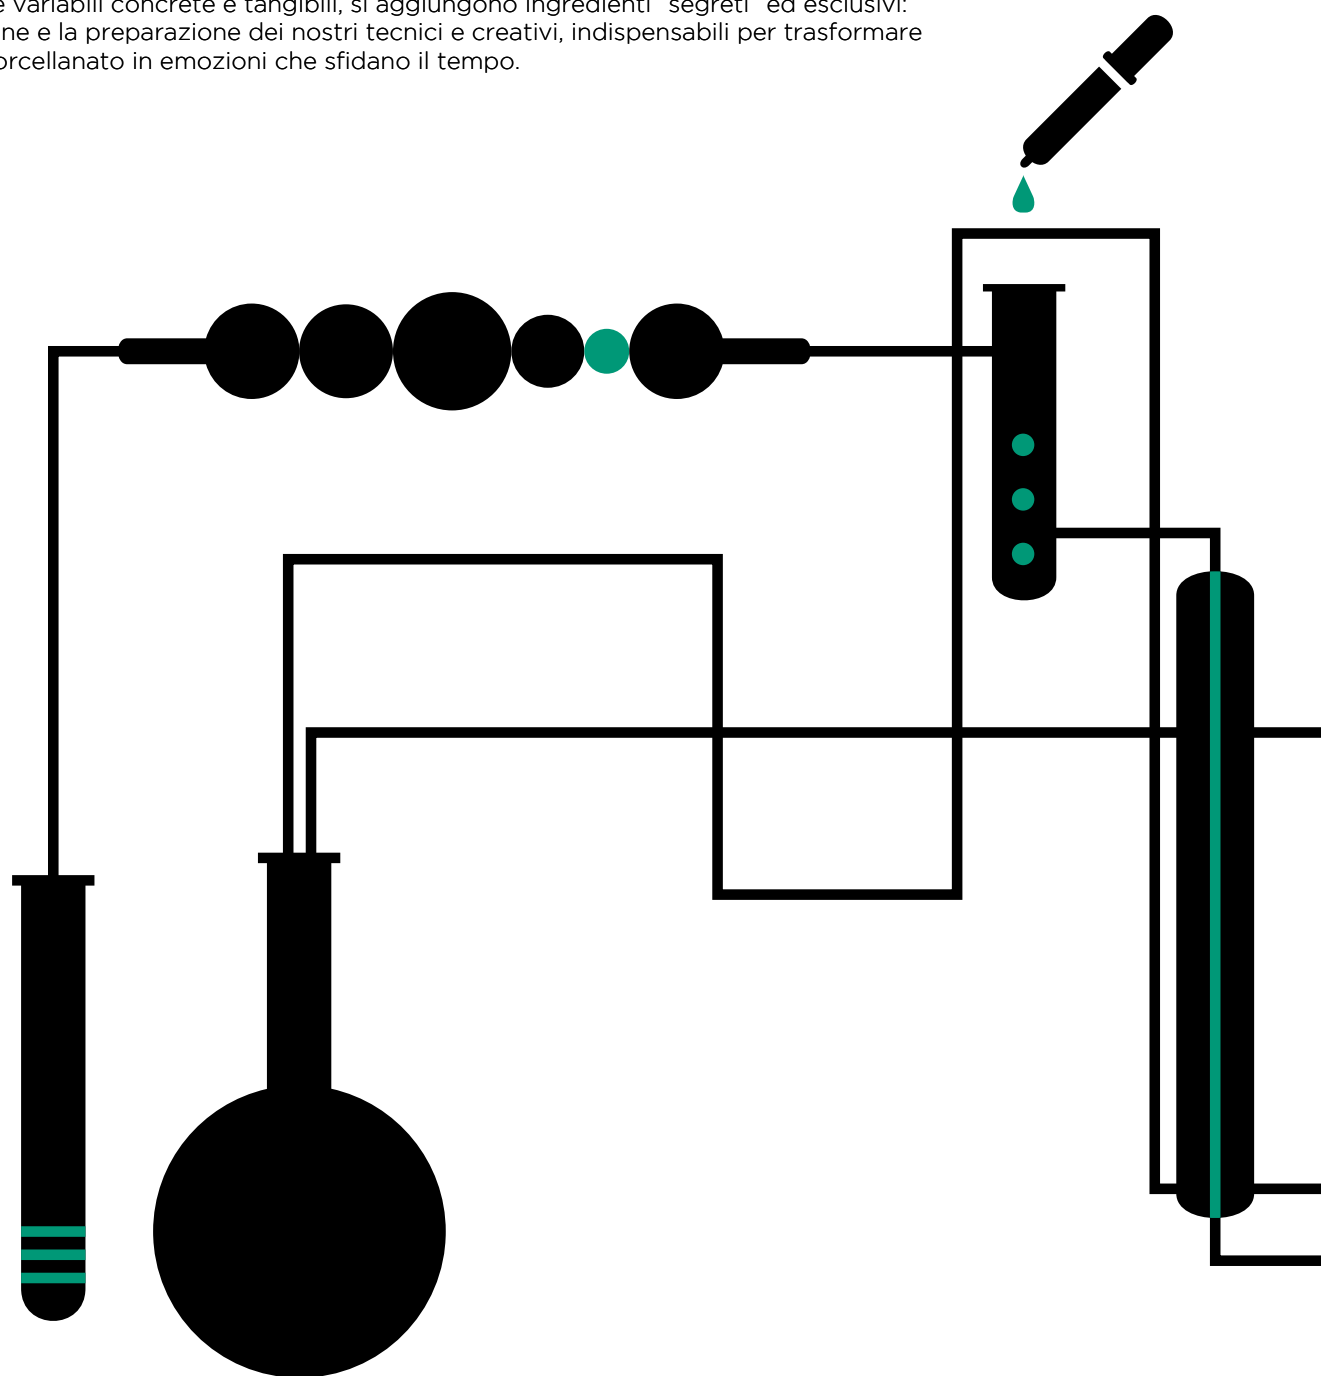 e variabili concrete e tangibili, si aggiungono ingredienti "segreti" ed esclusivi:
ne e la preparazione dei nostri tecnici e creativi, indispensabili per trasformare
orcellanato in emozioni che sfidano il tempo.